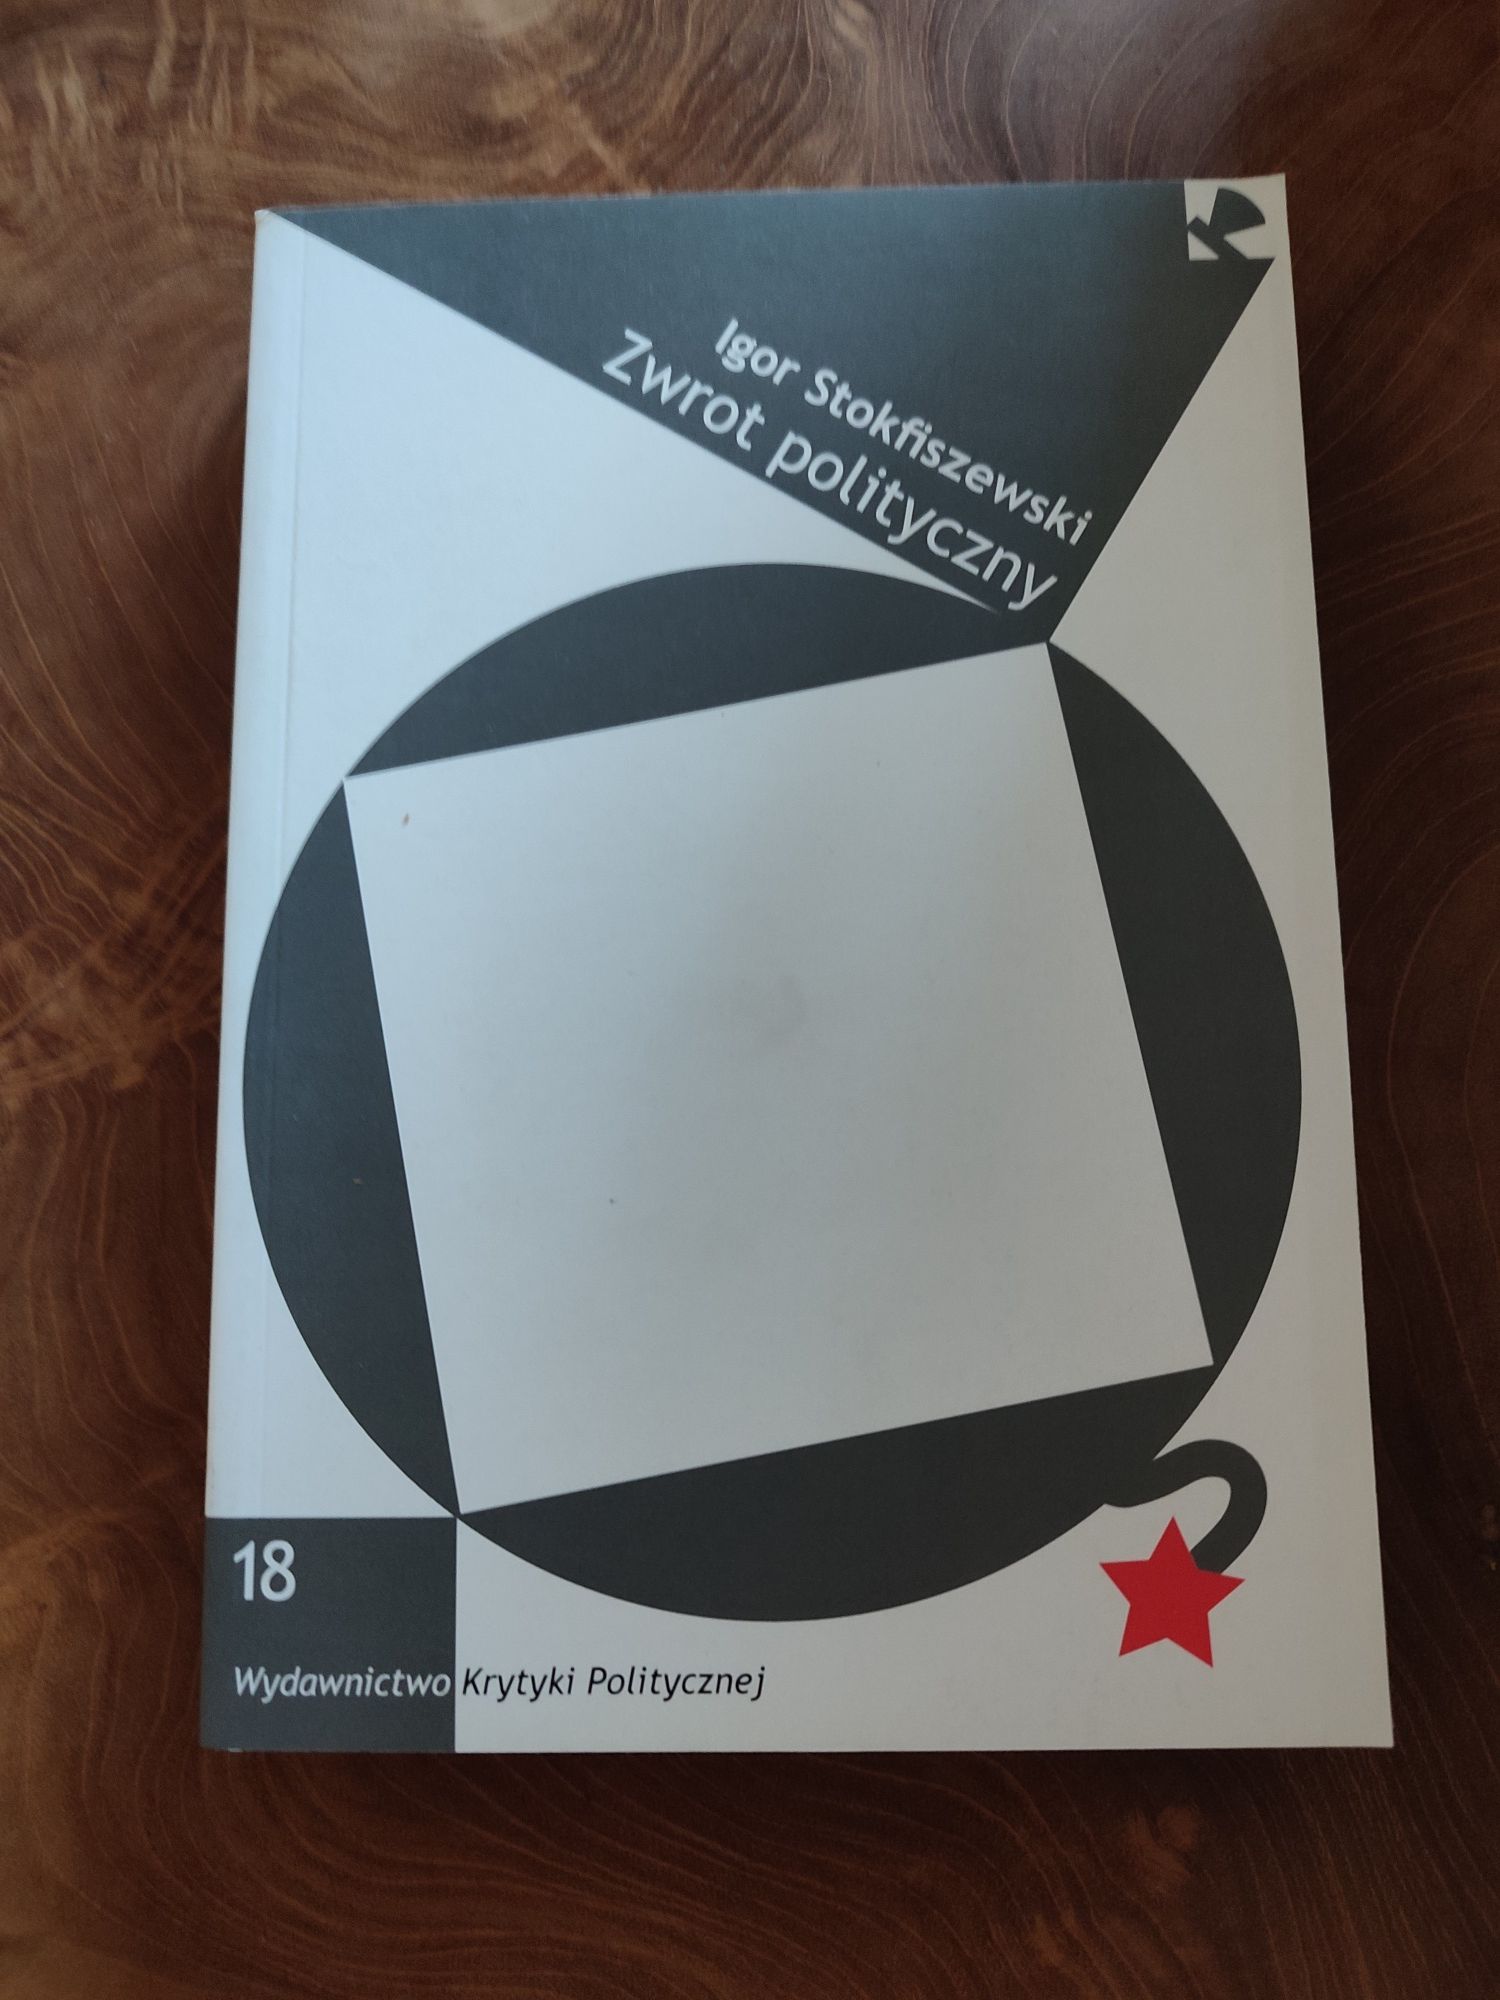 Igor Stokfiszewski
Zwrot polityczny
18
Wydawnictwo Krytyki Politycznej